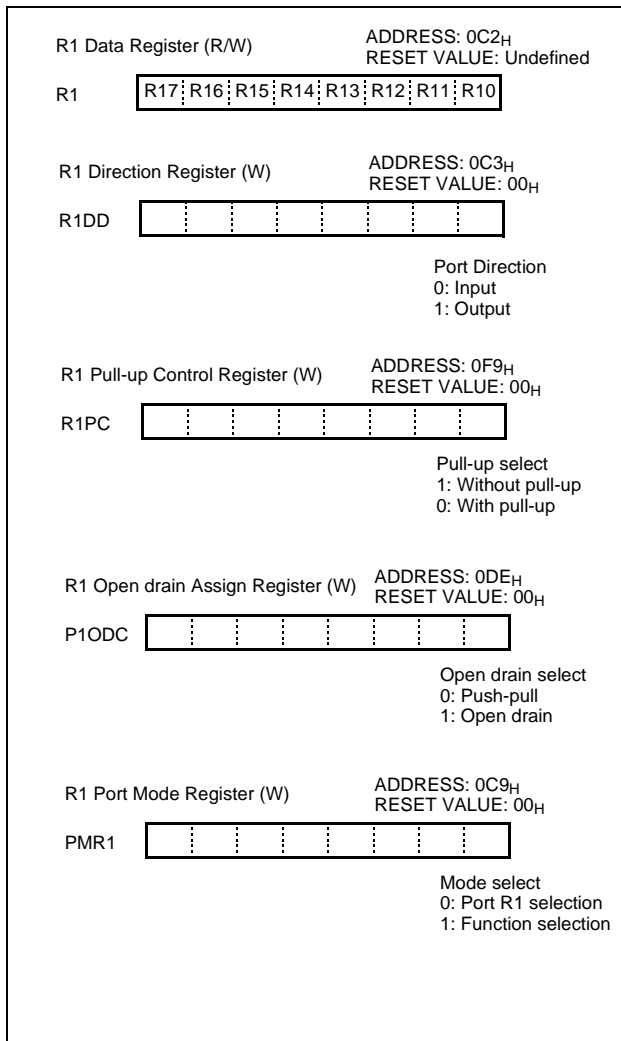 R1 Data Register (R/W)
ADDRESS: 0C2H
RESET VALUE: Undefined
R1
R17 R16 R15 R14 R13 R12 R11 R10
R1 Direction Register (W)
ADDRESS: 0C3H
RESET VALUE: 00H
R1DD
Port Direction
0: Input
1: Output
R1 Pull-up Control Register (W)
ADDRESS: 0F9H
RESET VALUE: 00H
R1PC
Pull-up select
1: Without pull-up
0: With pull-up
R1 Open drain Assign Register (W)
ADDRESS: 0DEH
RESET VALUE: 00H
P1ODC
Open drain select
0: Push-pull
1: Open drain
R1 Port Mode Register (W)
ADDRESS: 0C9H
RESET VALUE: 00H
PMR1
Mode select
0: Port R1 selection
1: Function selection